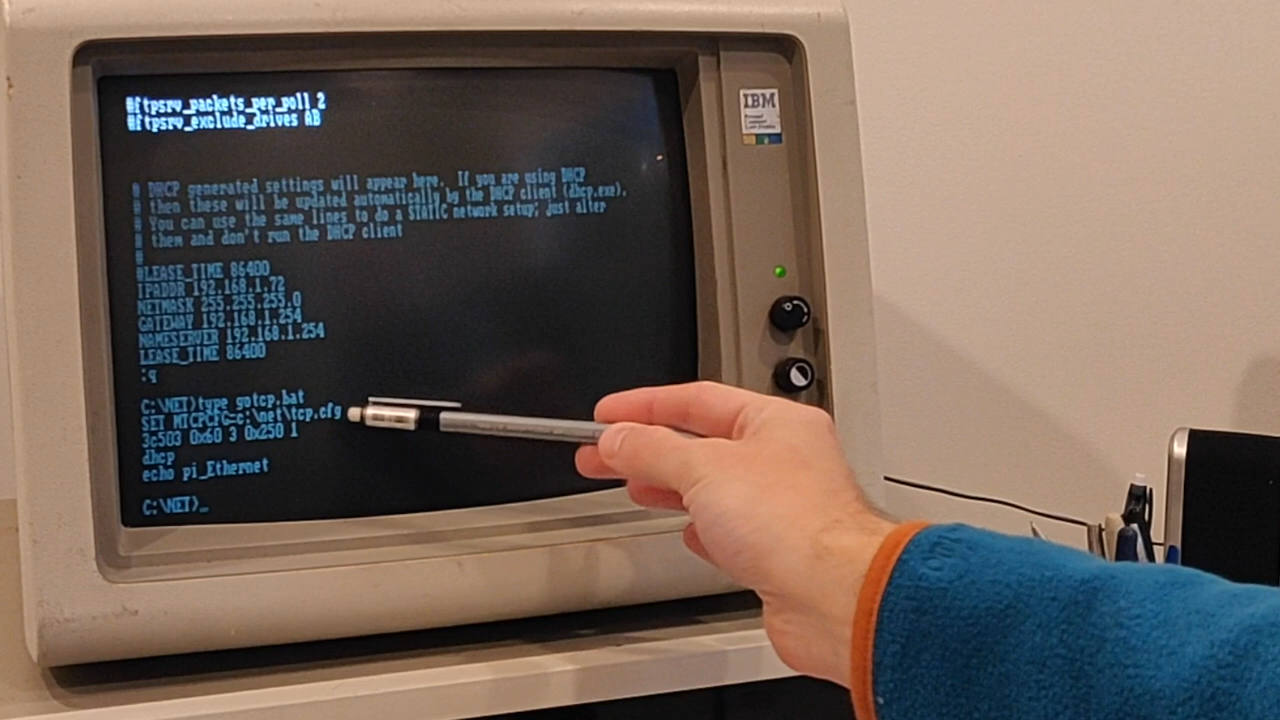 #ftpsrv_packets_per_poll 2
#ftpsrv_exclude_drives AB
# DHCP generated settings will appear here.  If you are using DHCP
# then these will be updated automatically by the DHCP client (dhcp.exe).
# You can use the same lines to do a STATIC network setup; just alter
# them and don't run the DHCP client
#
#LEASE_TIME 86400
IPADDR 192.168.1.72
NETMASK 255.255.255.0
GATEWAY 192.168.1.254
NAMESERVER 192.168.1.254
LEASE_TIME 86400
:q
C:\NET>type gotcp.bat
SET MTCPCFG=c:\net\tcp.cfg
3c503 0x60 3 0x250 1
dhcp
echo pi_Ethernet
C:\NET>_
IBM
Personal
Computer